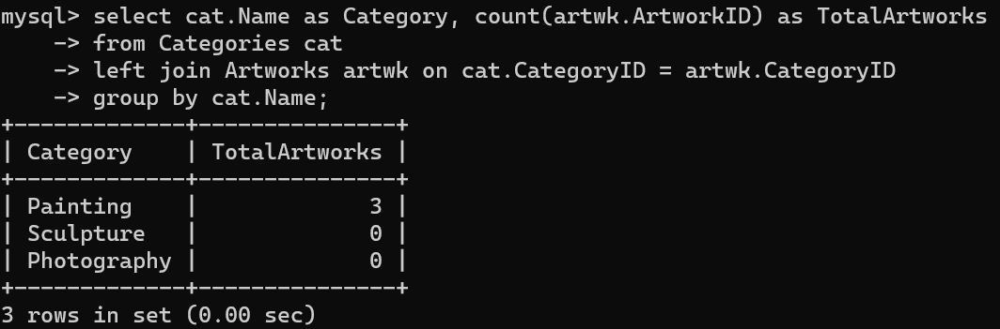 mysql> select cat.Name as Category, count(artwk.ArtworkID) as TotalArtworks
    -> from Categories cat
    -> left join Artworks artwk on cat.CategoryID = artwk.CategoryID
    -> group by cat.Name;
+-------------+---------------+
| Category    | TotalArtworks |
+-------------+---------------+
| Painting    |             3 |
| Sculpture   |             0 |
| Photography |             0 |
+-------------+---------------+
3 rows in set (0.00 sec)